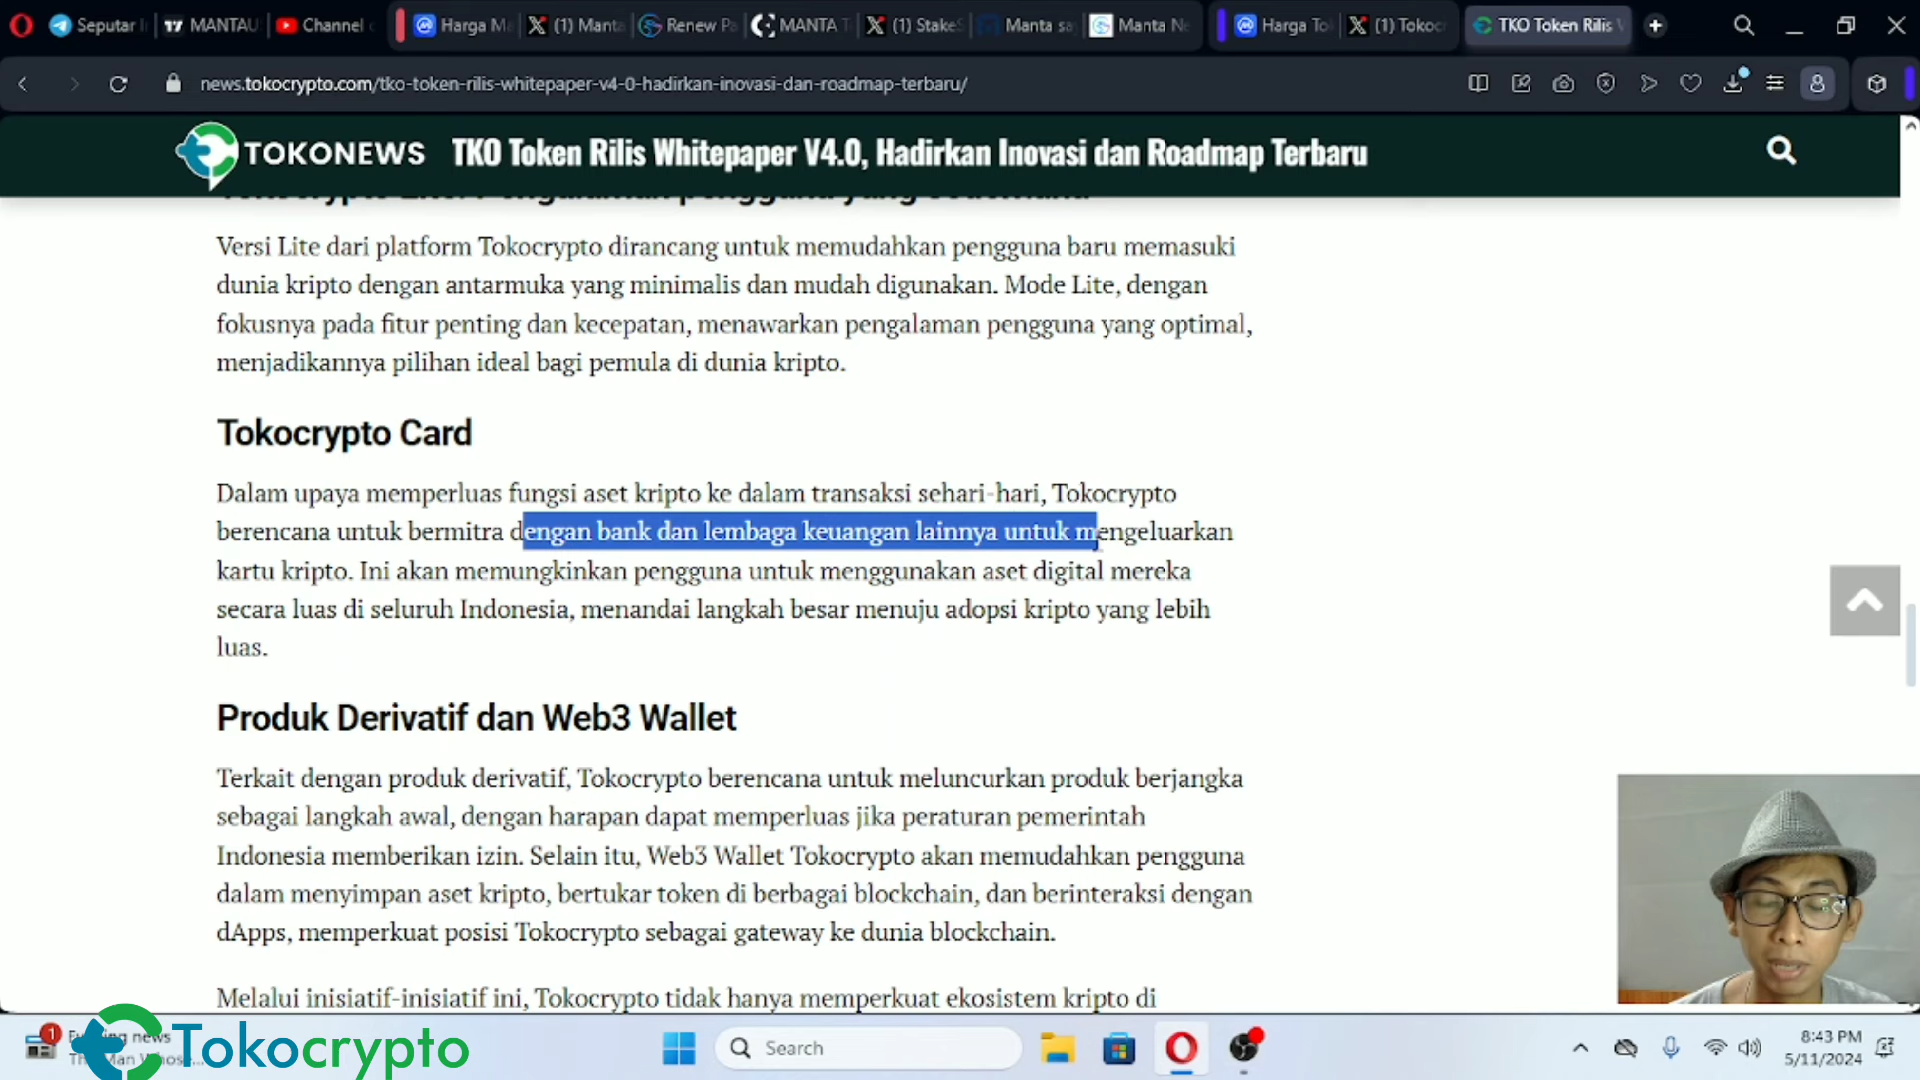 Seputar
MANTAU
Channel
Harga M
(1) Manta
Renew Pa
MANTA T
(1) Stake
Manta sa
Manta Ne
Harga To
(1) Tokoc
TKO Token Rilis
news.tokocrypto.com/tko-token-rilis-whitepaper-v4-0-hadirkan-inovasi-dan-roadmap-terbaru/
TOKONEWS
TKO Token Rilis Whitepaper V4.0, Hadirkan Inovasi dan Roadmap Terbaru
Versi Lite dari platform Tokocrypto dirancang untuk memudahkan pengguna baru memasuki
dunia kripto dengan antarmuka yang minimalis dan mudah digunakan. Mode Lite, dengan
fokusnya pada fitur penting dan kecepatan, menawarkan pengalaman pengguna yang optimal,
menjadikannya pilihan ideal bagi pemula di dunia kripto.
Tokocrypto Card
Dalam upaya memperluas fungsi aset kripto ke dalam transaksi sehari-hari, Tokocrypto
berencana untuk bermitra dengan bank dan lembaga keuangan lainnya untuk mengeluarkan
kartu kripto. Ini akan memungkinkan pengguna untuk menggunakan aset digital mereka
secara luas di seluruh Indonesia, menandai langkah besar menuju adopsi kripto yang lebih
luas.
Produk Derivatif dan Web3 Wallet
Terkait dengan produk derivatif, Tokocrypto berencana untuk meluncurkan produk berjangka
sebagai langkah awal, dengan harapan dapat memperluas jika peraturan pemerintah
Indonesia memberikan izin. Selain itu, Web3 Wallet Tokocrypto akan memudahkan pengguna
dalam menyimpan aset kripto, bertukar token di berbagai blockchain, dan berinteraksi dengan
dApps, memperkuat posisi Tokocrypto sebagai gateway ke dunia blockchain.
Melalui inisiatif-inisiatif ini, Tokocrypto tidak hanya memperkuat ekosistem kripto di
1
news
Tokocrypto
Search
8:43 PM
5/11/2024